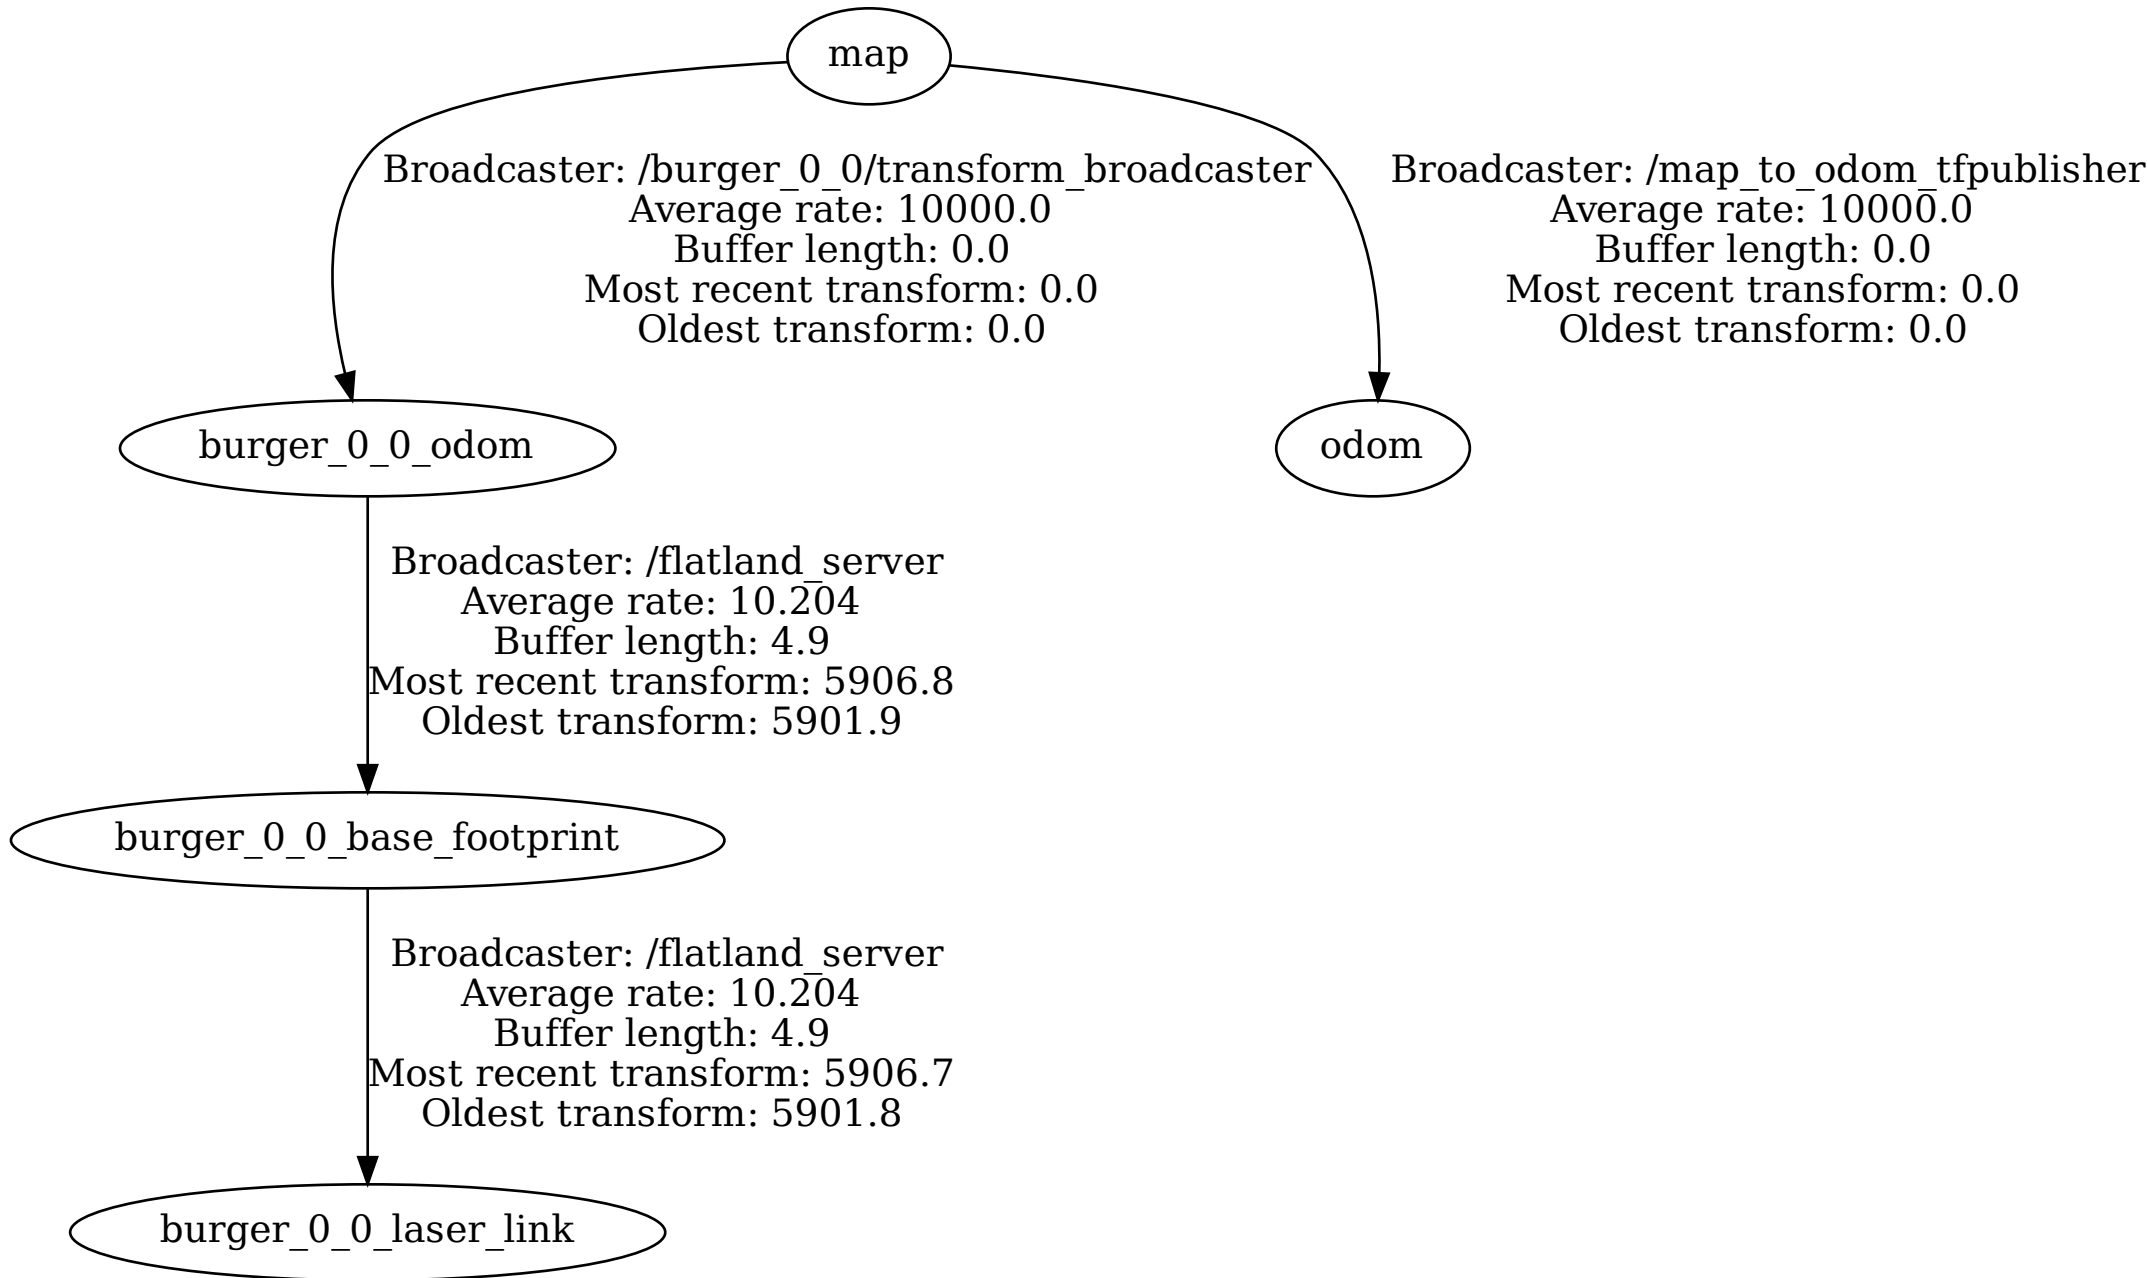 map
Broadcaster: /burger_0_0/transform_broadcaster
Average rate: 10000.0
Buffer length: 0.0
Most recent transform: 0.0
Oldest transform: 0.0
Broadcaster: /map_to_odom_tfpublisher
Average rate: 10000.0
Buffer length: 0.0
Most recent transform: 0.0
Oldest transform: 0.0
burger_0_0_odom
odom
Broadcaster: /flatland_server
Average rate: 10.204
Buffer length: 4.9
Most recent transform: 5906.8
Oldest transform: 5901.9
burger_0_0_base_footprint
Broadcaster: /flatland_server
Average rate: 10.204
Buffer length: 4.9
Most recent transform: 5906.7
Oldest transform: 5901.8
burger_0_0_laser_link